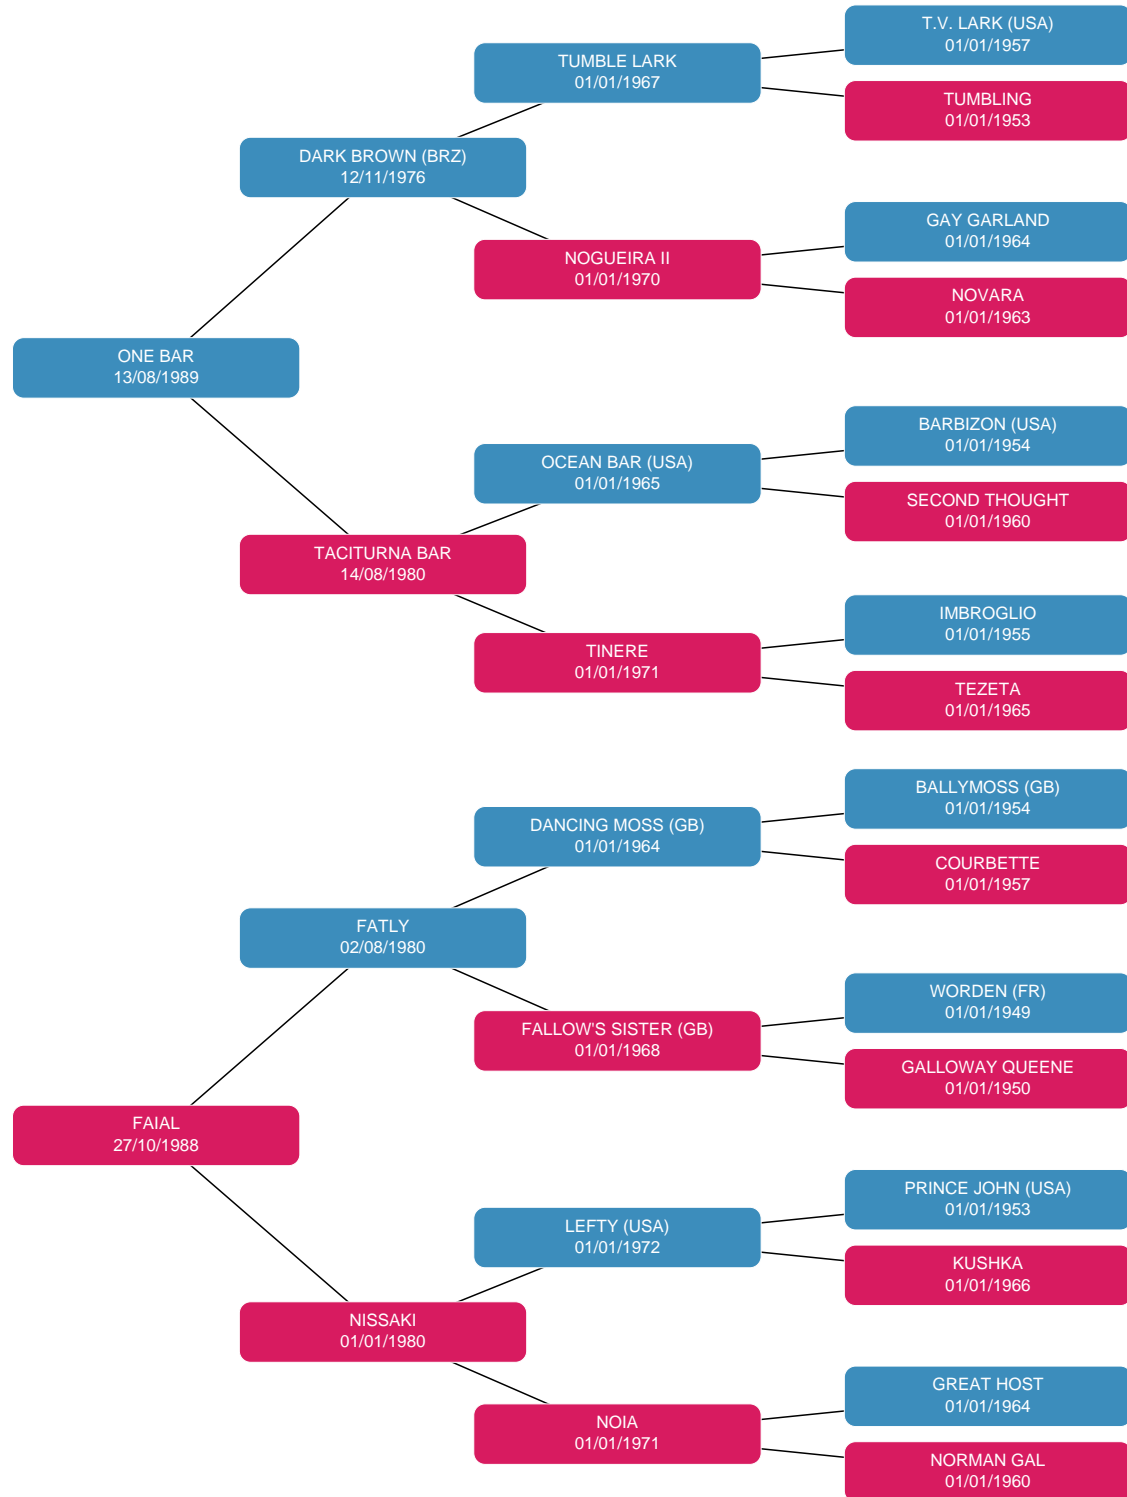 T.V. LARK (USA)
01/01/1957
TUMBLE LARK
01/01/1967
TUMBLING
01/01/1953
DARK BROWN (BRZ)
12/11/1976
GAY GARLAND
01/01/1964
NOGUEIRA II
01/01/1970
NOVARA
01/01/1963
ONE BAR
13/08/1989
BARBIZON (USA)
01/01/1954
OCEAN BAR (USA)
01/01/1965
SECOND THOUGHT
01/01/1960
TACITURNA BAR
14/08/1980
IMBROGLIO
01/01/1955
TINERE
01/01/1971
TEZETA
01/01/1965
BALLYMOSS (GB)
01/01/1954
DANCING MOSS (GB)
01/01/1964
COURBETTE
01/01/1957
FATLY
02/08/1980
WORDEN (FR)
01/01/1949
FALLOW'S SISTER (GB)
01/01/1968
GALLOWAY QUEENE
01/01/1950
FAIAL
27/10/1988
PRINCE JOHN (USA)
01/01/1953
LEFTY (USA)
01/01/1972
KUSHKA
01/01/1966
NISSAKI
01/01/1980
GREAT HOST
01/01/1964
NOIA
01/01/1971
NORMAN GAL
01/01/1960